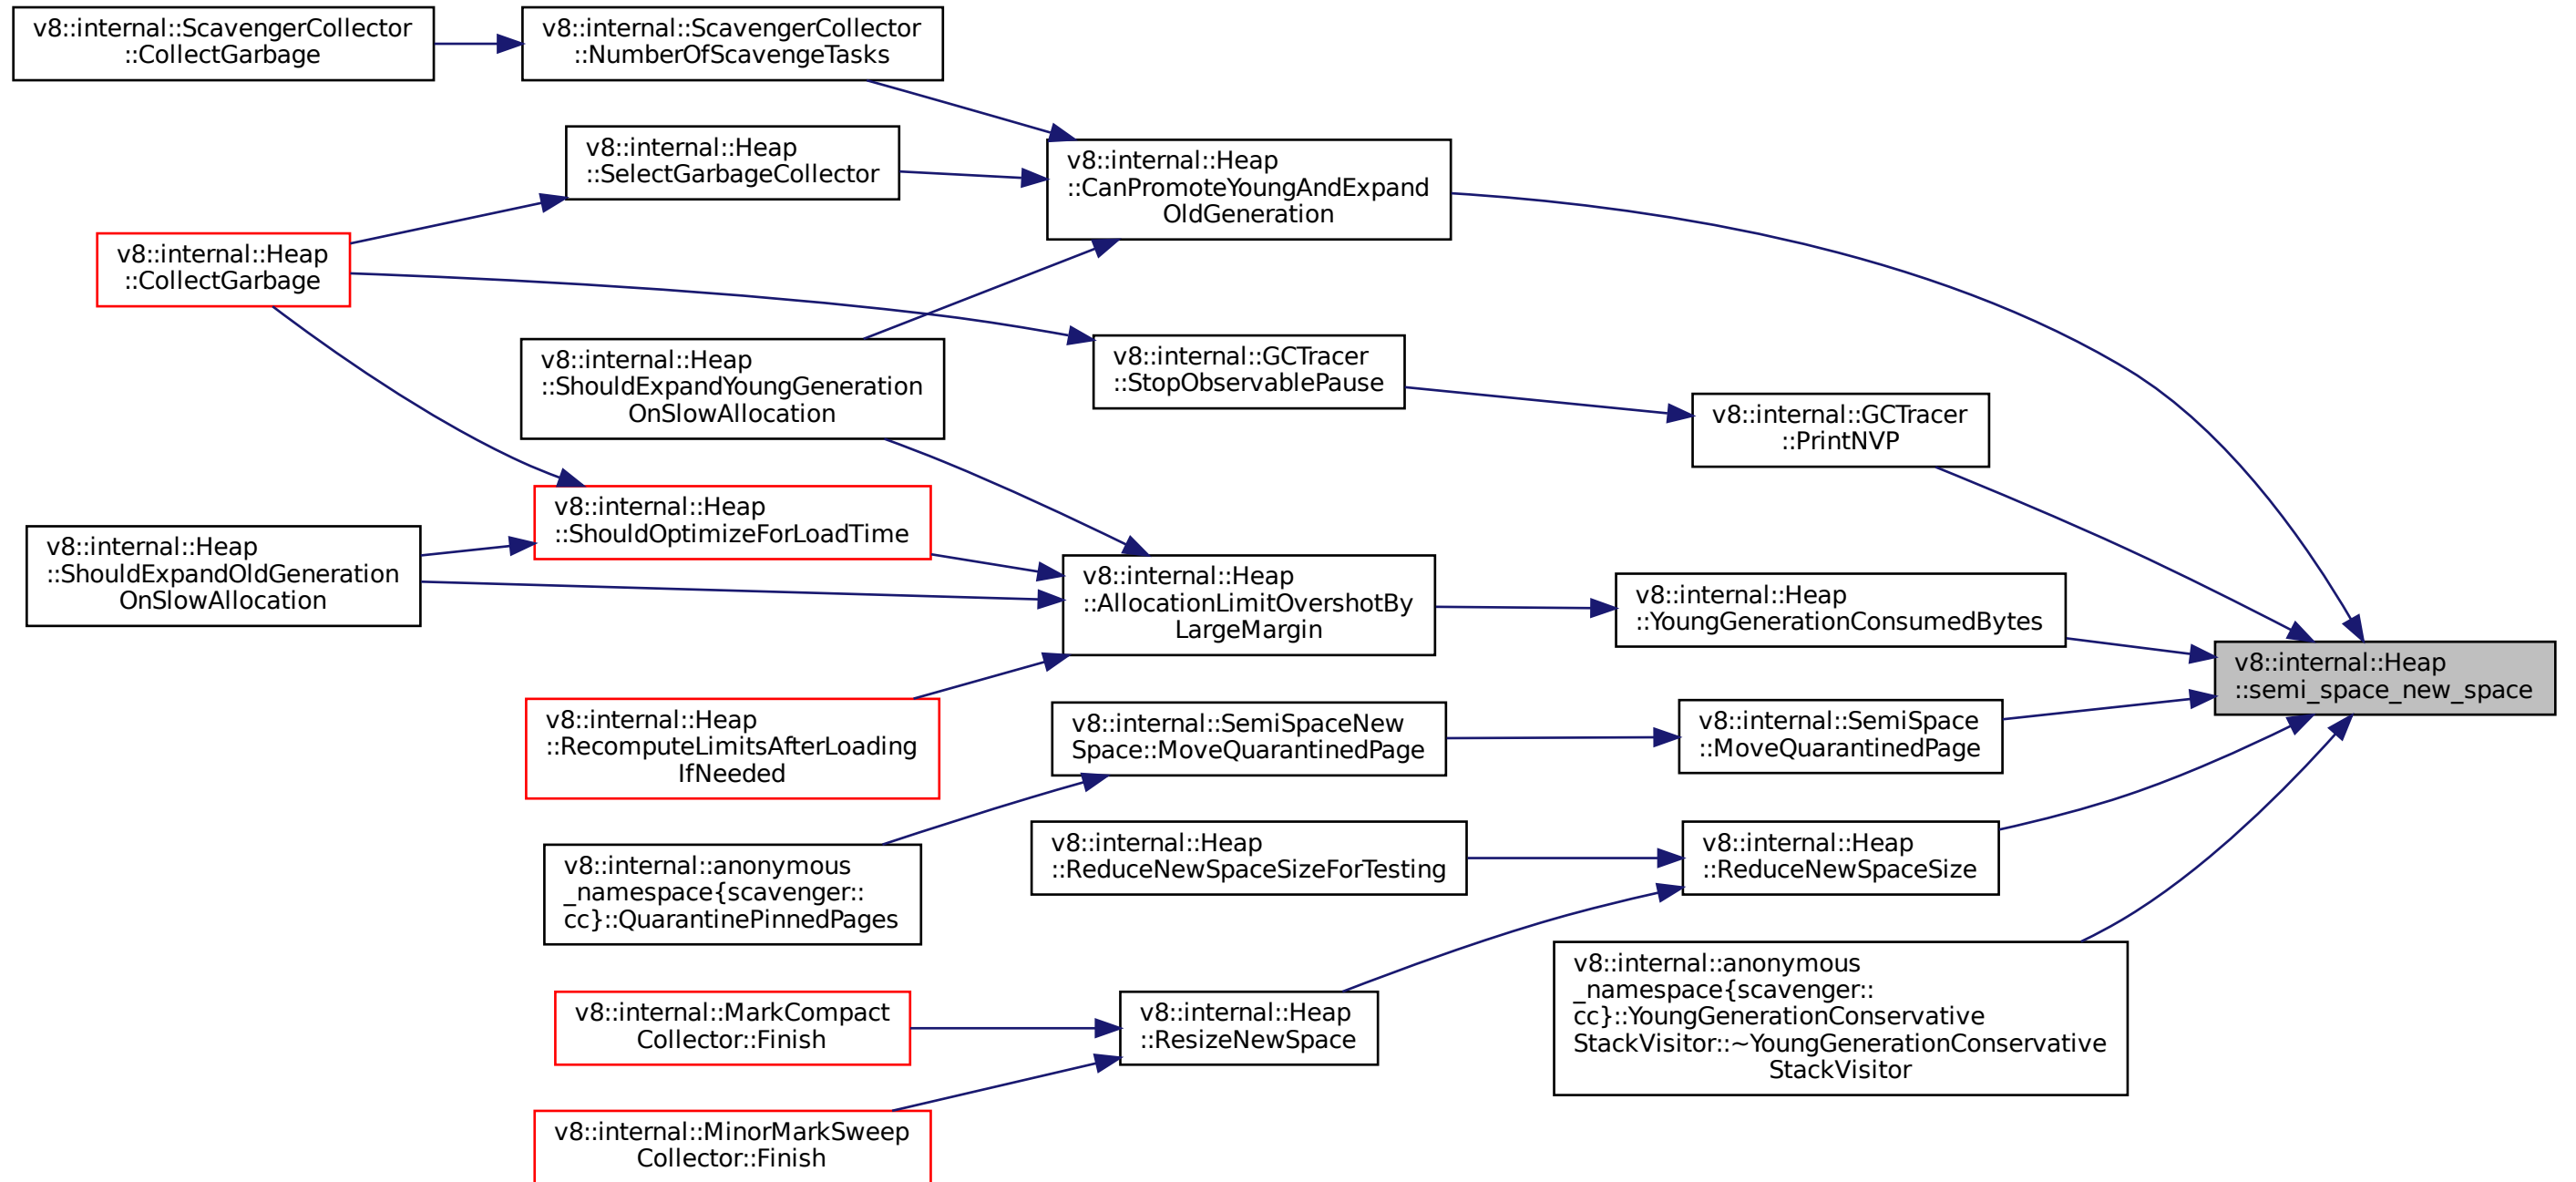 v8::internal::ScavengerCollector
::CollectGarbage
v8::internal::ScavengerCollector
::NumberOfScavengeTasks
v8::internal::Heap
::SelectGarbageCollector
v8::internal::Heap
::CanPromoteYoungAndExpand
OldGeneration
v8::internal::Heap
::CollectGarbage
v8::internal::Heap
::ShouldExpandYoungGeneration
OnSlowAllocation
v8::internal::GCTracer
::StopObservablePause
v8::internal::GCTracer
::PrintNVP
v8::internal::Heap
::ShouldOptimizeForLoadTime
v8::internal::Heap
::ShouldExpandOldGeneration
OnSlowAllocation
v8::internal::Heap
::AllocationLimitOvershotBy
LargeMargin
v8::internal::Heap
::YoungGenerationConsumedBytes
v8::internal::Heap
::semi_space_new_space
v8::internal::Heap
::RecomputeLimitsAfterLoading
IfNeeded
v8::internal::SemiSpaceNew
Space::MoveQuarantinedPage
v8::internal::SemiSpace
::MoveQuarantinedPage
v8::internal::anonymous
_namespace{scavenger::
cc}::QuarantinePinnedPages
v8::internal::Heap
::ReduceNewSpaceSizeForTesting
v8::internal::Heap
::ReduceNewSpaceSize
v8::internal::anonymous
_namespace{scavenger::
cc}::YoungGenerationConservative
StackVisitor::~YoungGenerationConservative
StackVisitor
v8::internal::MarkCompact
Collector::Finish
v8::internal::Heap
::ResizeNewSpace
v8::internal::MinorMarkSweep
Collector::Finish